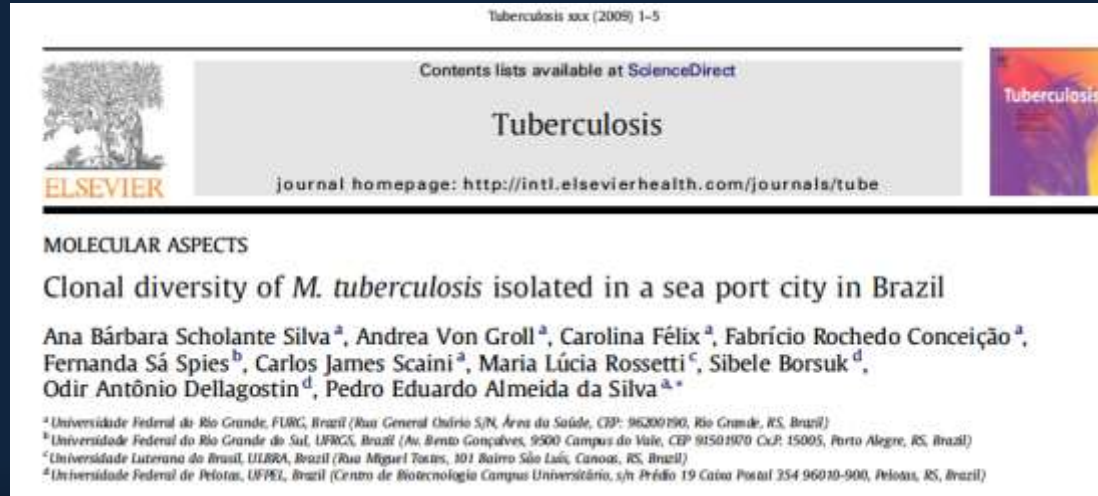 Tuberculosis xxx (2009) 1–5
Contents lists available at ScienceDirect
Tuberculosis
journal homepage: http://intl.elsevierhealth.com/journals/tube
ELSEVIER
Tuberculosis
MOLECULAR ASPECTS
Clonal diversity of M. tuberculosis isolated in a sea port city in Brazil
Ana Bárbara Scholante Silva a, Andrea Von Groll a, Carolina Félix a, Fabrício Rochedo Conceição a,
Fernanda Sá Spies b, Carlos James Scaini a, Maria Lúcia Rossetti c, Sibele Borsuk d,
Odir Antônio Dellagostin d, Pedro Eduardo Almeida da Silva a,*
a Universidade Federal do Rio Grande, FURG, Brazil (Rua General Osório S/N, Área da Saúde, CEP: 96200190, Rio Grande, RS, Brazil)
b Universidade Federal do Rio Grande do Sul, UFRGS, Brazil (Av. Bento Gonçalves, 9500 Campus do Vale, CEP 91501970 Cx.P. 15005, Porto Alegre, RS, Brazil)
c Universidade Luterana do Brasil, ULBRA, Brazil (Rua Miguel Tostes, 101 Bairro São Luís, Canoas, RS, Brazil)
d Universidade Federal de Pelotas, UFPEL, Brazil (Centro de Biotecnologia Campus Universitário, s/n Prédio 19 Caixa Postal 354 96010-900, Pelotas, RS, Brazil)